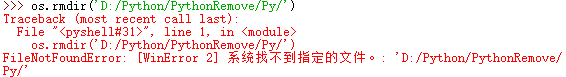 >>> os.rmdir('D:/Python/PythonRemove/Py/')
Traceback (most recent call last):
  File "<pyshell#31>", line 1, in <module>
    os.rmdir('D:/Python/PythonRemove/Py/')
FileNotFoundError: [WinError 2] 系统找不到指定的文件。: 'D:/Python/PythonRemove/
Py/'